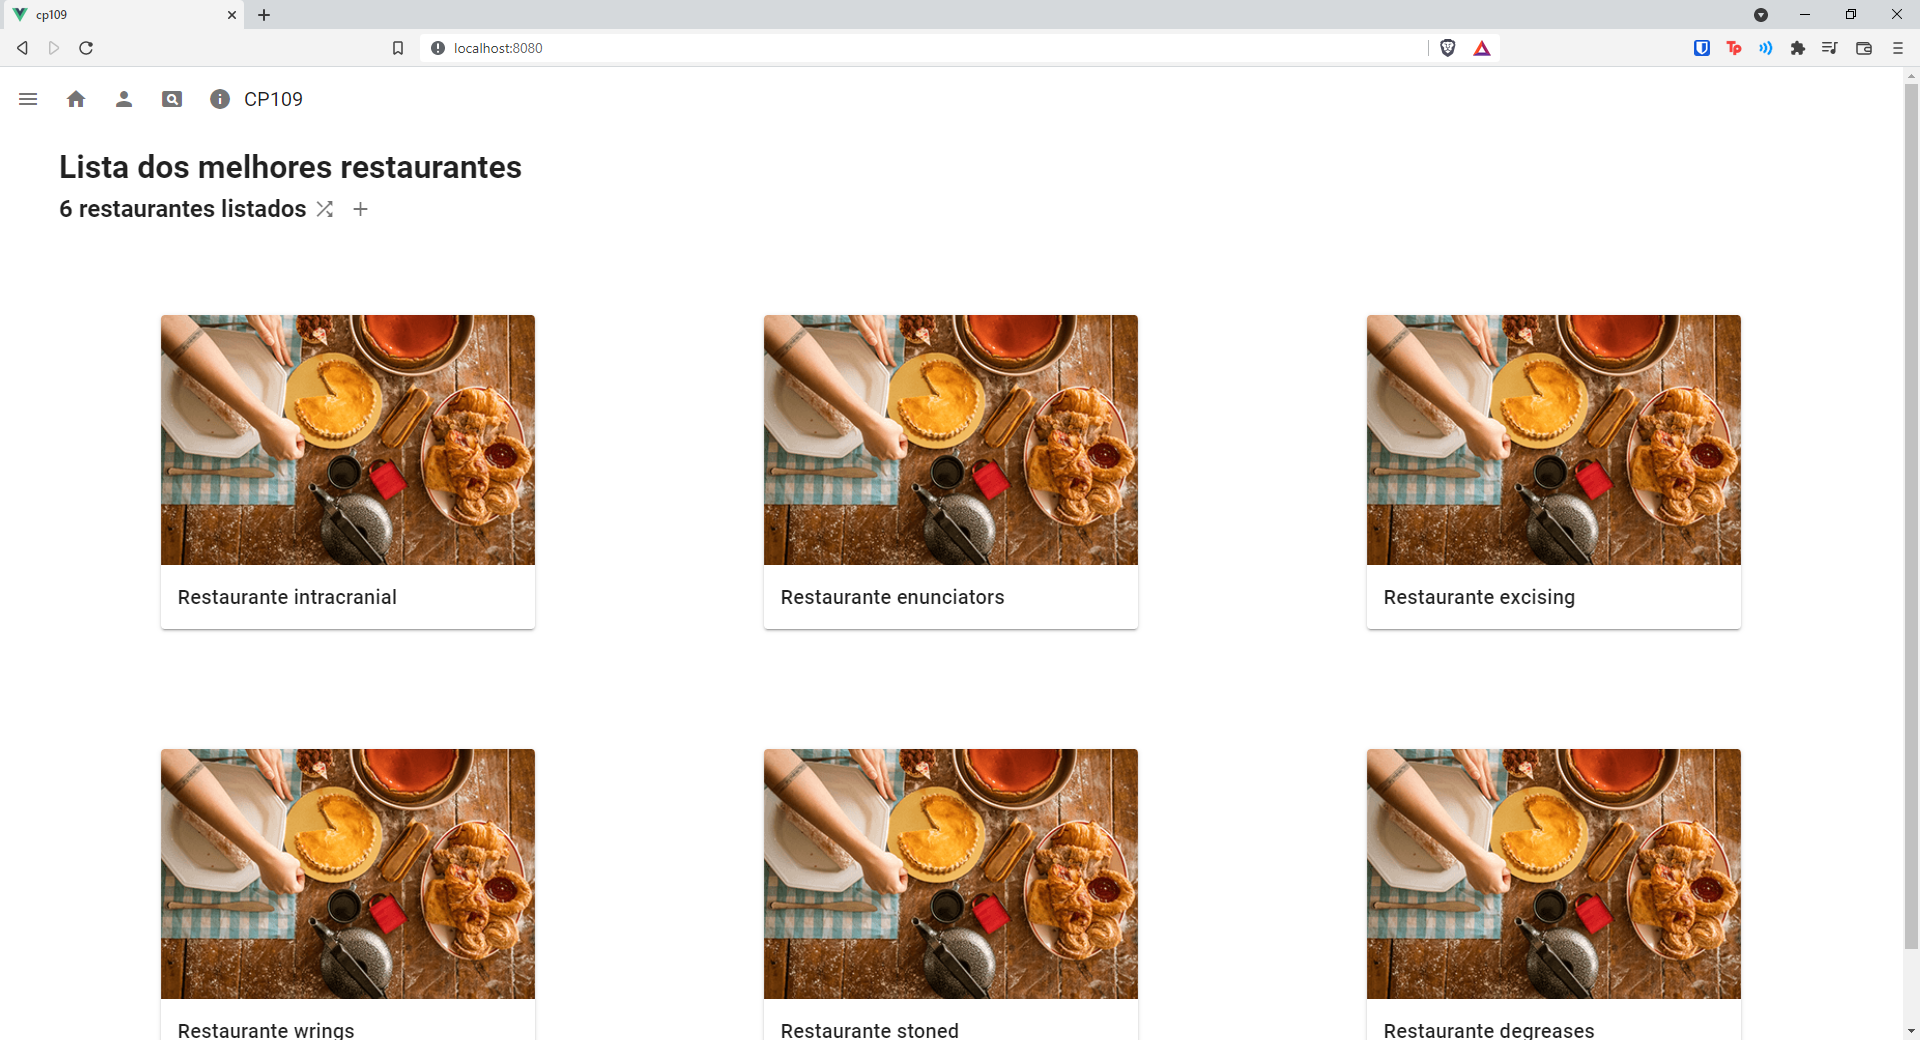 cp109
localhost:8080
CP109
Lista dos melhores restaurantes
6 restaurantes listados
Restaurante intracranial
Restaurante enunciators
Restaurante excising
Restaurante wrings
Restaurante stoned
Restaurante degreases